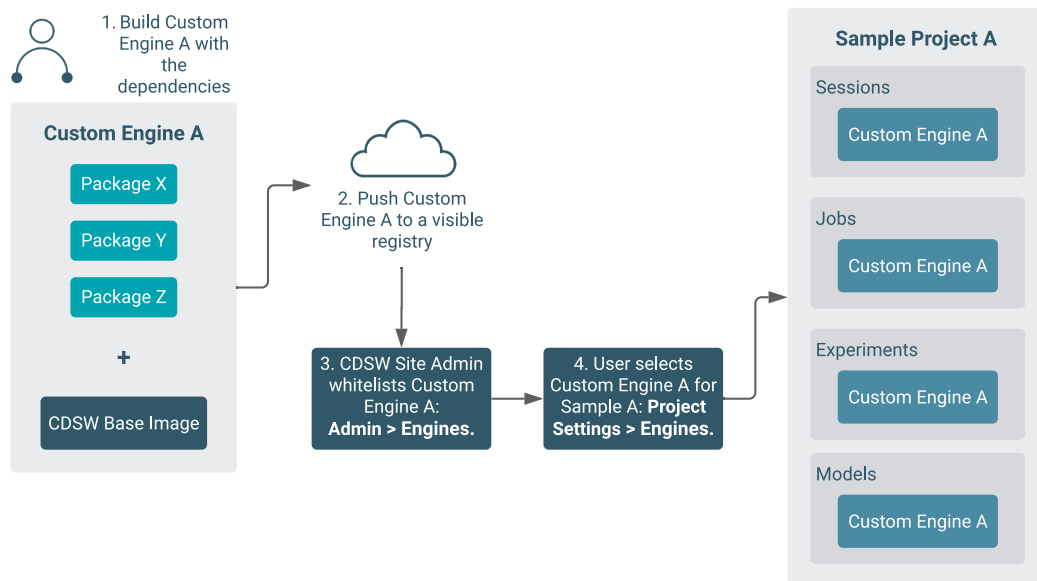 1. Build Custom
Engine A with
the
dependencies
Custom Engine A
Package X
Package Y
Package Z
+
CDSW Base Image
2. Push Custom
Engine A to a visible
registry
3. CDSW Site Admin
whitelists Custom
Engine A:
Admin > Engines.
4. User selects
Custom Engine A for
Sample A: Project
Settings > Engines.
Sample Project A
Sessions
Custom Engine A
Jobs
Custom Engine A
Experiments
Custom Engine A
Models
Custom Engine A